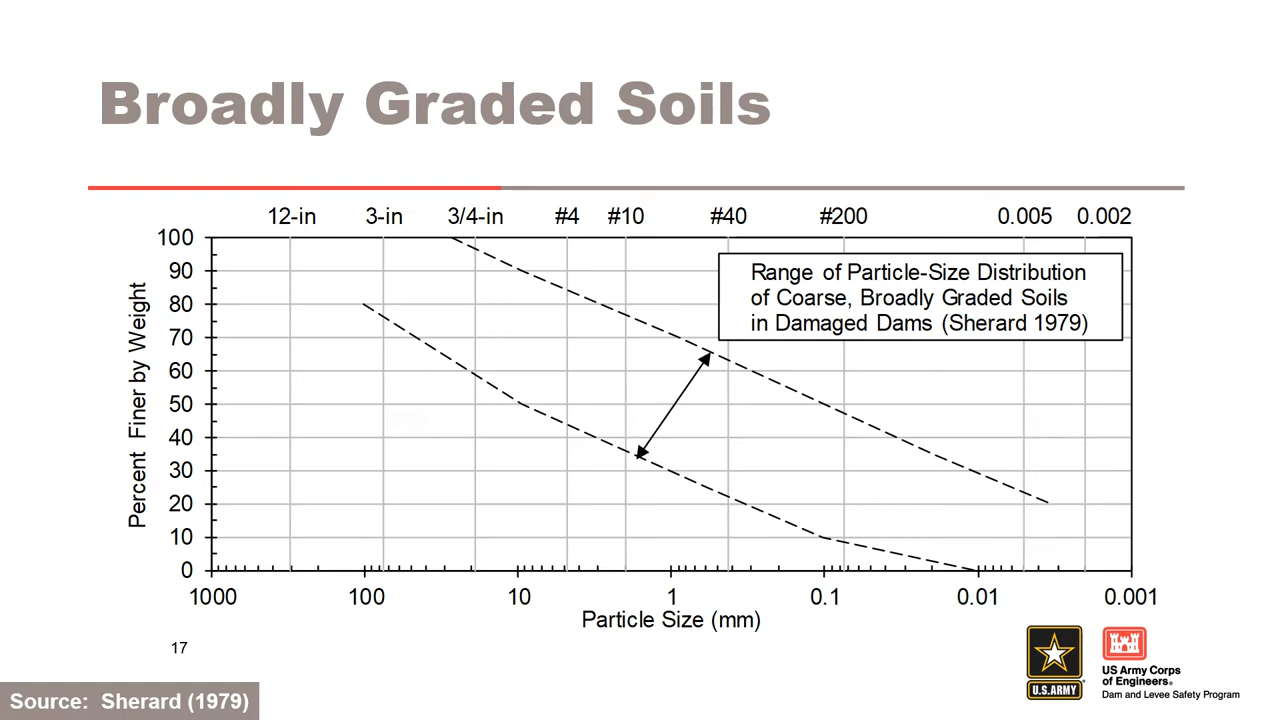 Broadly Graded Soils
12-in 3-in 3/4-in #4 #10 #40 #200 0.005 0.002
100
90
80
70
60
50
40
30
20
10
0
Percent Finer by Weight
Range of Particle-Size Distribution
of Coarse, Broadly Graded Soils
in Damaged Dams (Sherard 1979)
1000 100 10 1 0.1 0.01 0.001
Particle Size (mm)
17
U.S.ARMY
US Army Corps
of Engineers®
Dam and Levee Safety Program
Source: Sherard (1979)